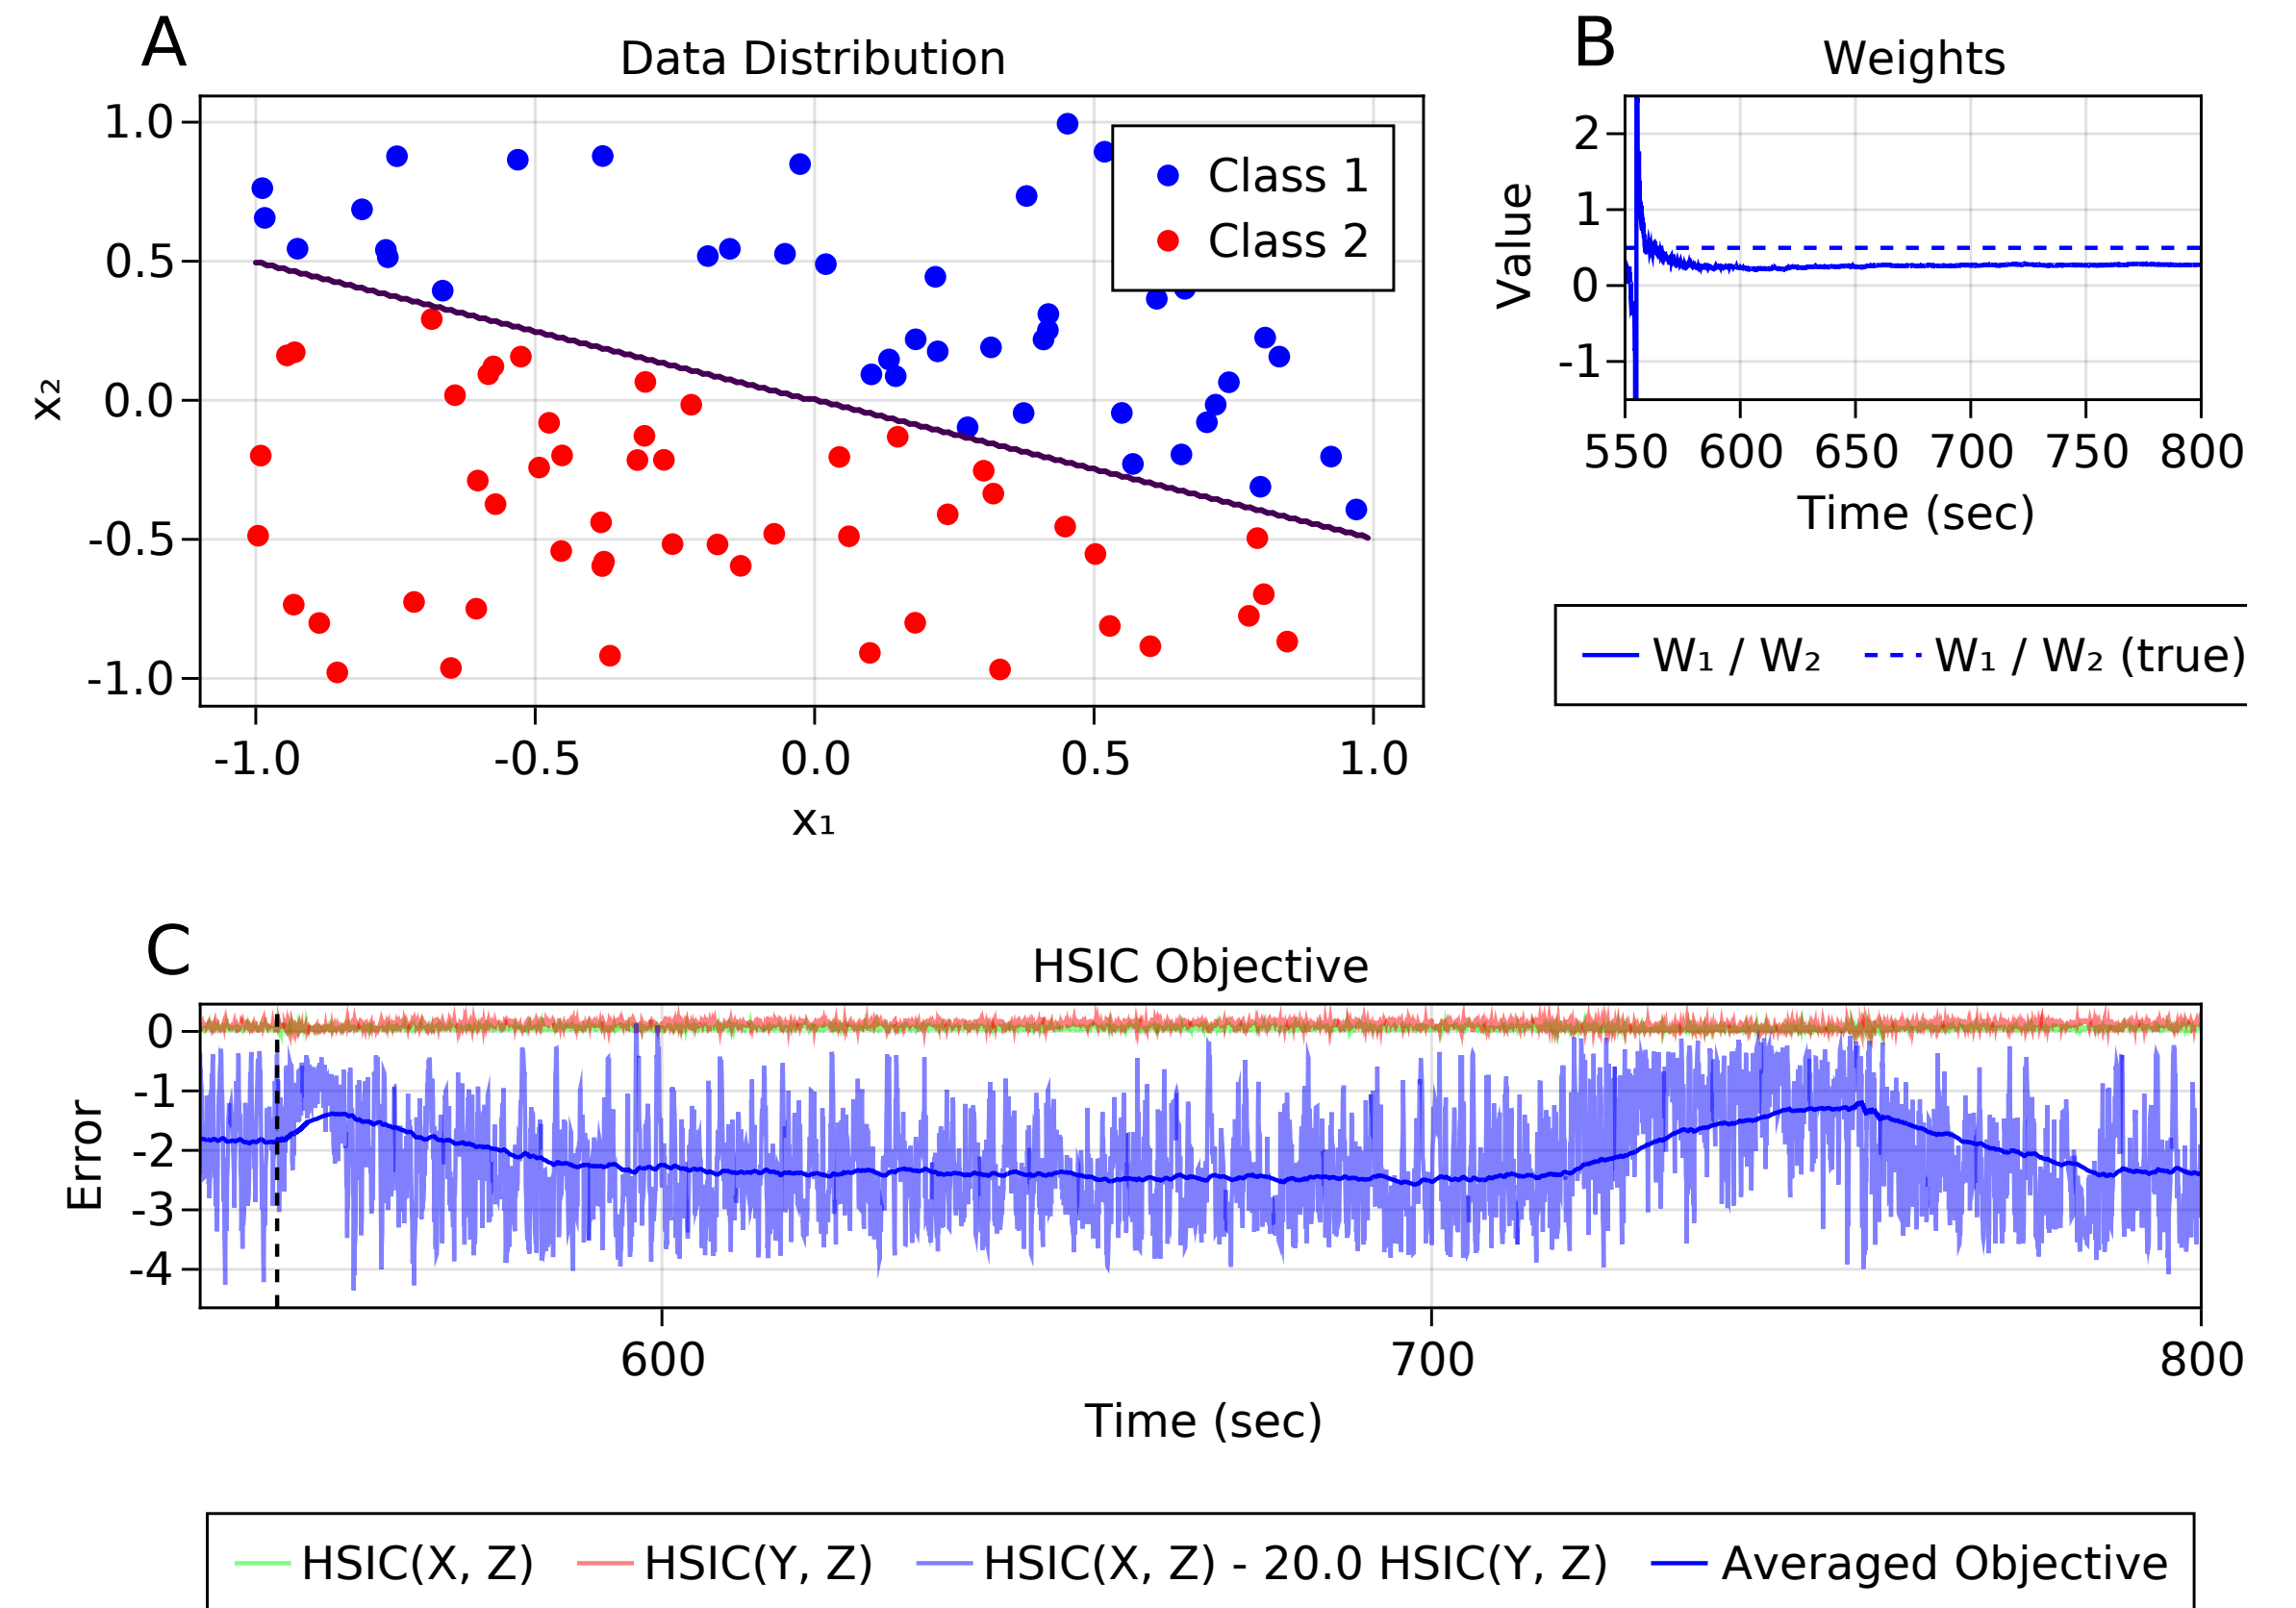 A
Data Distribution
1.0
0.5
0.0
-0.5
-1.0
x₂
-1.0 -0.5 0.0 0.5 1.0
x₁
Class 1
Class 2
B
Weights
2
1
0
-1
Value
550 600 650 700 750 800
Time (sec)
W₁ / W₂ W₁ / W₂ (true)
C
HSIC Objective
0
-1
-2
-3
-4
Error
600 700 800
Time (sec)
HSIC(X, Z) HSIC(Y, Z) HSIC(X, Z) - 20.0 HSIC(Y, Z) Averaged Objective